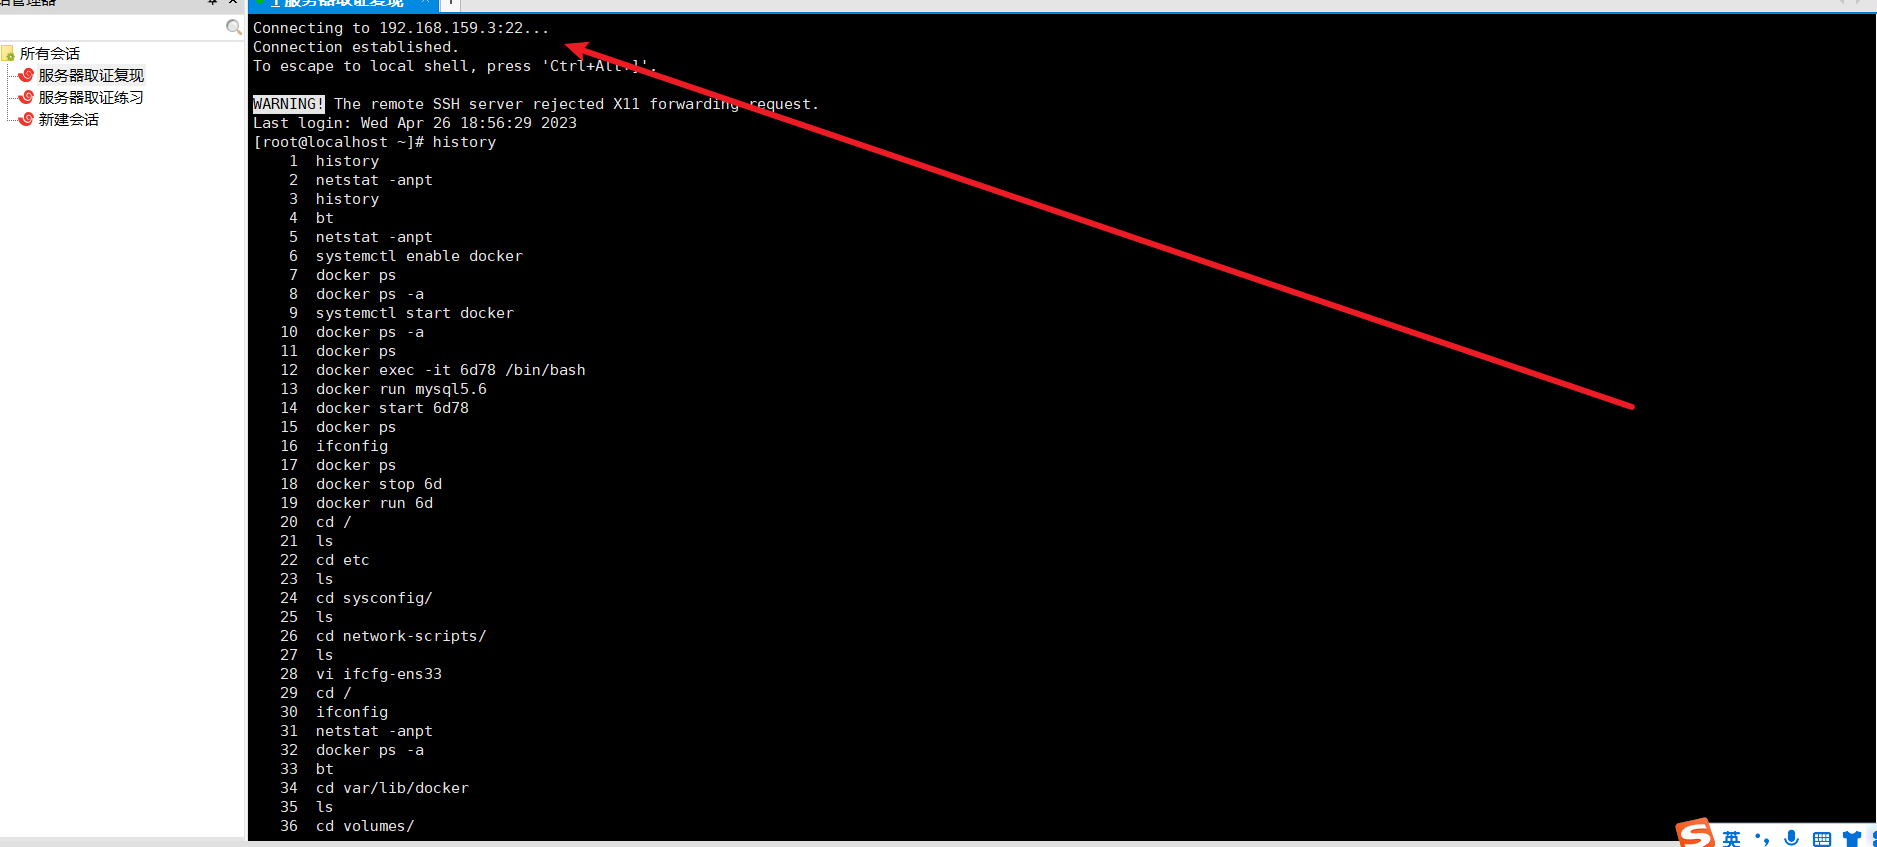 服务器取证复现
所有会话
服务器取证复现
服务器取证练习
新建会话
Connecting to 192.168.159.3:22...
Connection established.
To escape to local shell, press 'Ctrl+Alt+]'.
WARNING! The remote SSH server rejected X11 forwarding request.
Last login: Wed Apr 26 18:56:29 2023
[root@localhost ~]# history
1 history
2 netstat -anpt
3 history
4 bt
5 netstat -anpt
6 systemctl enable docker
7 docker ps
8 docker ps -a
9 systemctl start docker
10 docker ps -a
11 docker ps
12 docker exec -it 6d78 /bin/bash
13 docker run mysql5.6
14 docker start 6d78
15 docker ps
16 ifconfig
17 docker ps
18 docker stop 6d
19 docker run 6d
20 cd /
21 ls
22 cd etc
23 ls
24 cd sysconfig/
25 ls
26 cd network-scripts/
27 ls
28 vi ifcfg-ens33
29 cd /
30 ifconfig
31 netstat -anpt
32 docker ps -a
33 bt
34 cd var/lib/docker
35 ls
36 cd volumes/
英